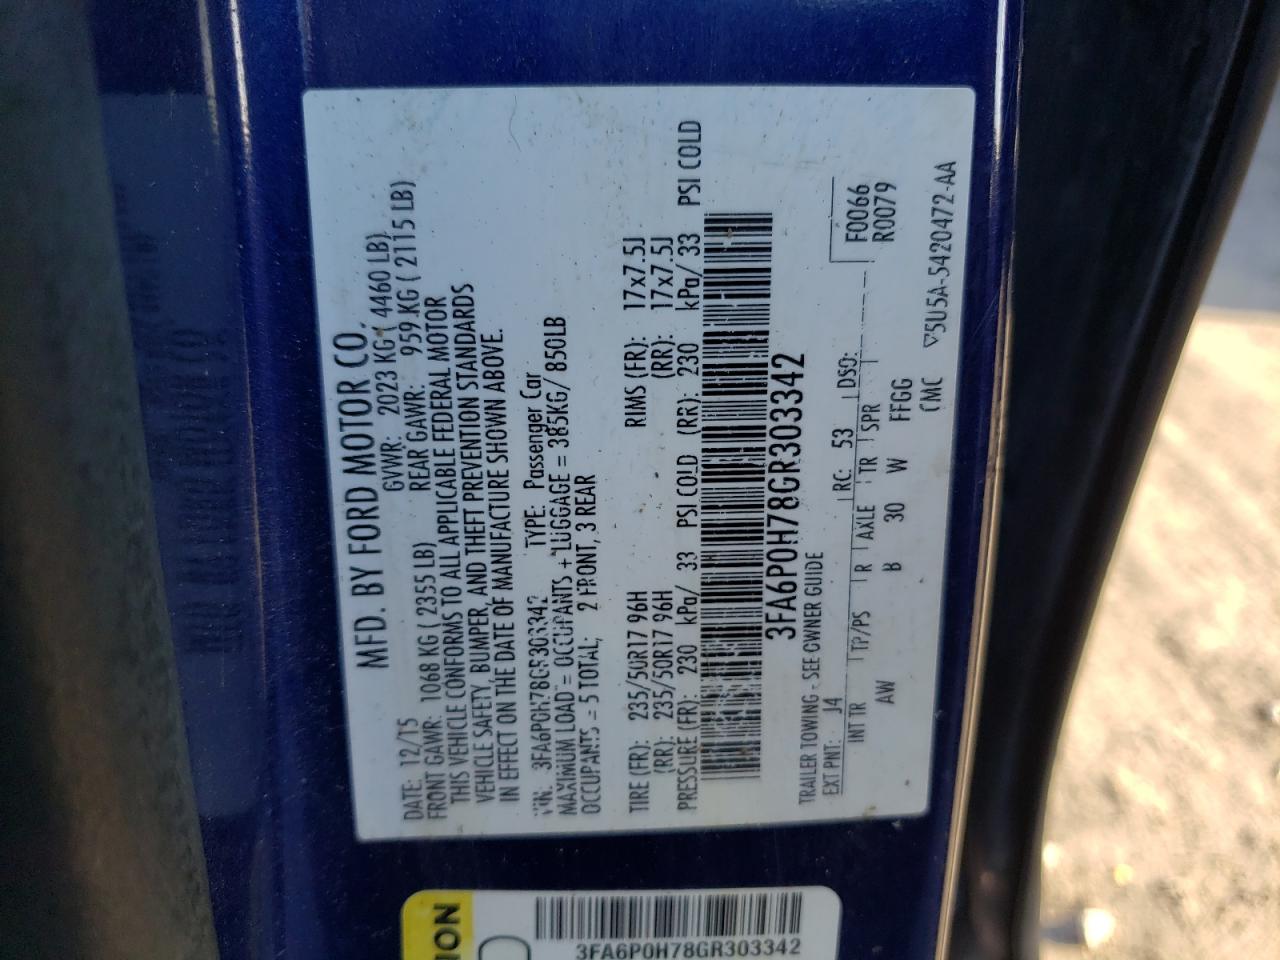 MFD. BY FORD MOTOR CO.
DATE: 12/15 GVWR: 2023 KG ( 4460 LB)
FRONT GAWR: 1068 KG ( 2355 LB) REAR GAWR: 959 KG ( 2115 LB)
THIS VEHICLE CONFORMS TO ALL APPLICABLE FEDERAL MOTOR
VEHICLE SAFETY, BUMPER, AND THEFT PREVENTION STANDARDS
IN EFFECT ON THE DATE OF MANUFACTURE SHOWN ABOVE.
VIN: 3FA6P0H78GR303342 TYPE: Passenger Car
MAXIMUM LOAD = OCCUPANTS + LUGGAGE = 385KG/ 850LB
OCCUPANTS = 5 TOTAL; 2 FRONT, 3 REAR
TIRE (FR): 235/50R17 96H RIMS (FR): 17x7.5J
(RR): 235/50R17 96H (RR): 17x7.5J
PRESSURE (FR): 230 kPa/ 33 PSI COLD (RR): 230 kPa/ 33 PSI COLD
3FA6P0H78GR303342
TRAILER TOWING - SEE OWNER GUIDE
EXT PNT: J4 RC: 53 DSO: F0066
INT TR TP/PS R AXLE TR SPR R0079
AW B 30 W FFGG
CMC ▽5U5A-5420472-AA
ION
3FA6P0H78GR303342